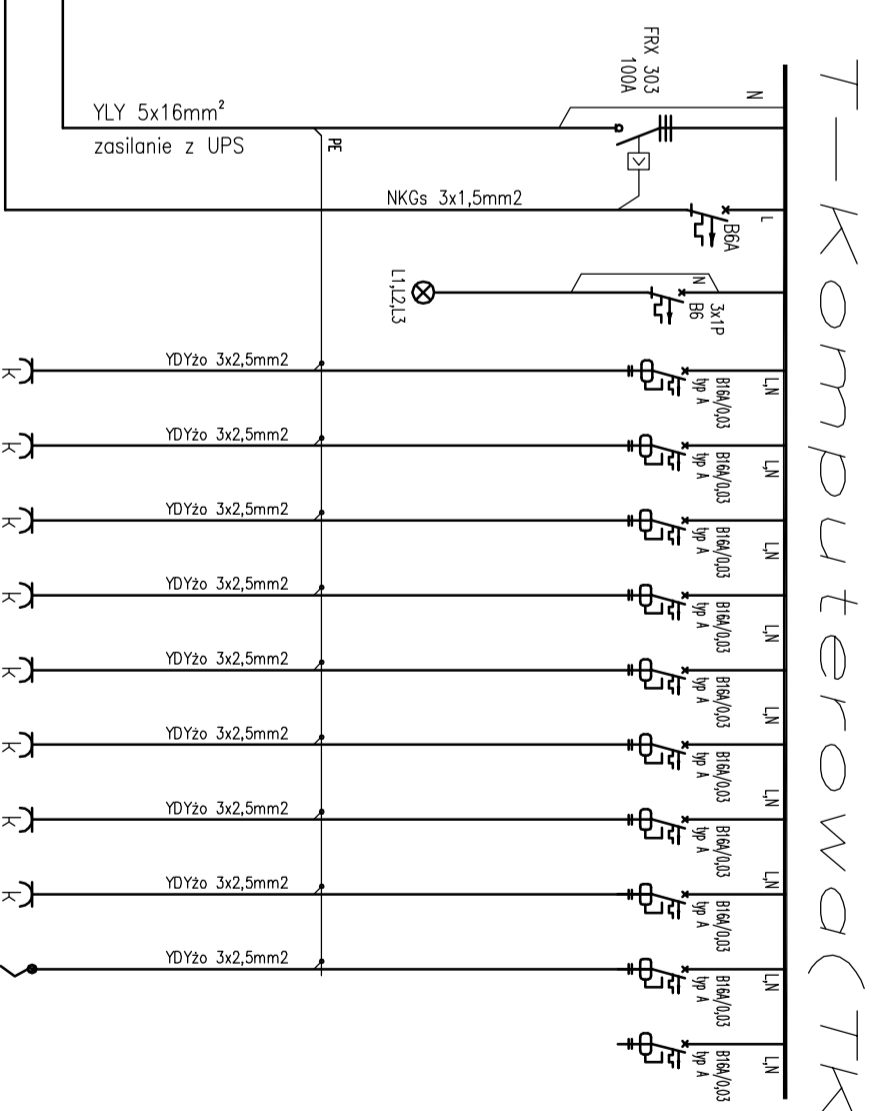 T-Komputerowa(TK
FRX 303
100A
N
YLY 5x16mm²
zasilanie z UPS
PE
NKGs 3x1,5mm2
L
B6A
L1,L2,L3
N
3x1P
B6
YDYżo 3x2,5mm2
B16A/0,03
typ A
L,N
k
YDYżo 3x2,5mm2
B16A/0,03
typ A
L,N
k
YDYżo 3x2,5mm2
B16A/0,03
typ A
L,N
k
YDYżo 3x2,5mm2
B16A/0,03
typ A
L,N
k
YDYżo 3x2,5mm2
B16A/0,03
typ A
L,N
k
YDYżo 3x2,5mm2
B16A/0,03
typ A
L,N
k
YDYżo 3x2,5mm2
B16A/0,03
typ A
L,N
k
YDYżo 3x2,5mm2
B16A/0,03
typ A
L,N
k
YDYżo 3x2,5mm2
B16A/0,03
typ A
L,N
B16A/0,03
typ A
L,N